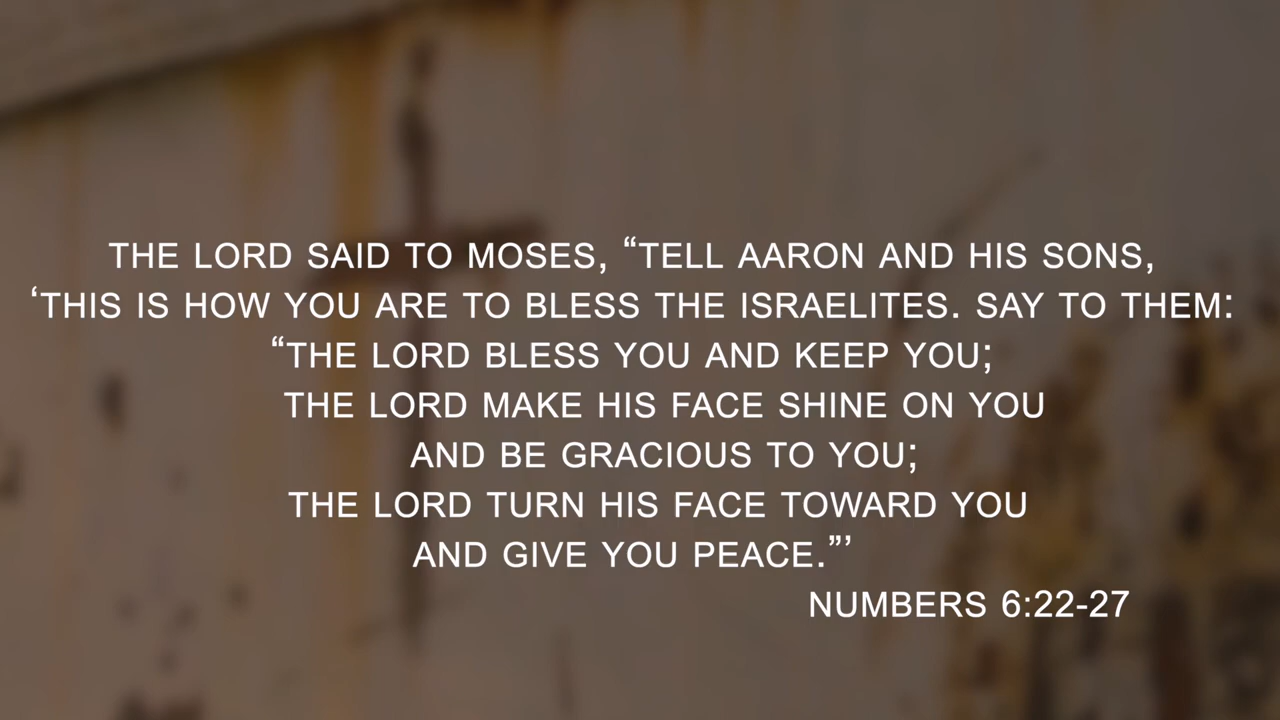 THE LORD SAID TO MOSES, “TELL AARON AND HIS SONS,
‘THIS IS HOW YOU ARE TO BLESS THE ISRAELITES. SAY TO THEM:
“THE LORD BLESS YOU AND KEEP YOU;
THE LORD MAKE HIS FACE SHINE ON YOU
AND BE GRACIOUS TO YOU;
THE LORD TURN HIS FACE TOWARD YOU
AND GIVE YOU PEACE.”’
NUMBERS 6:22-27